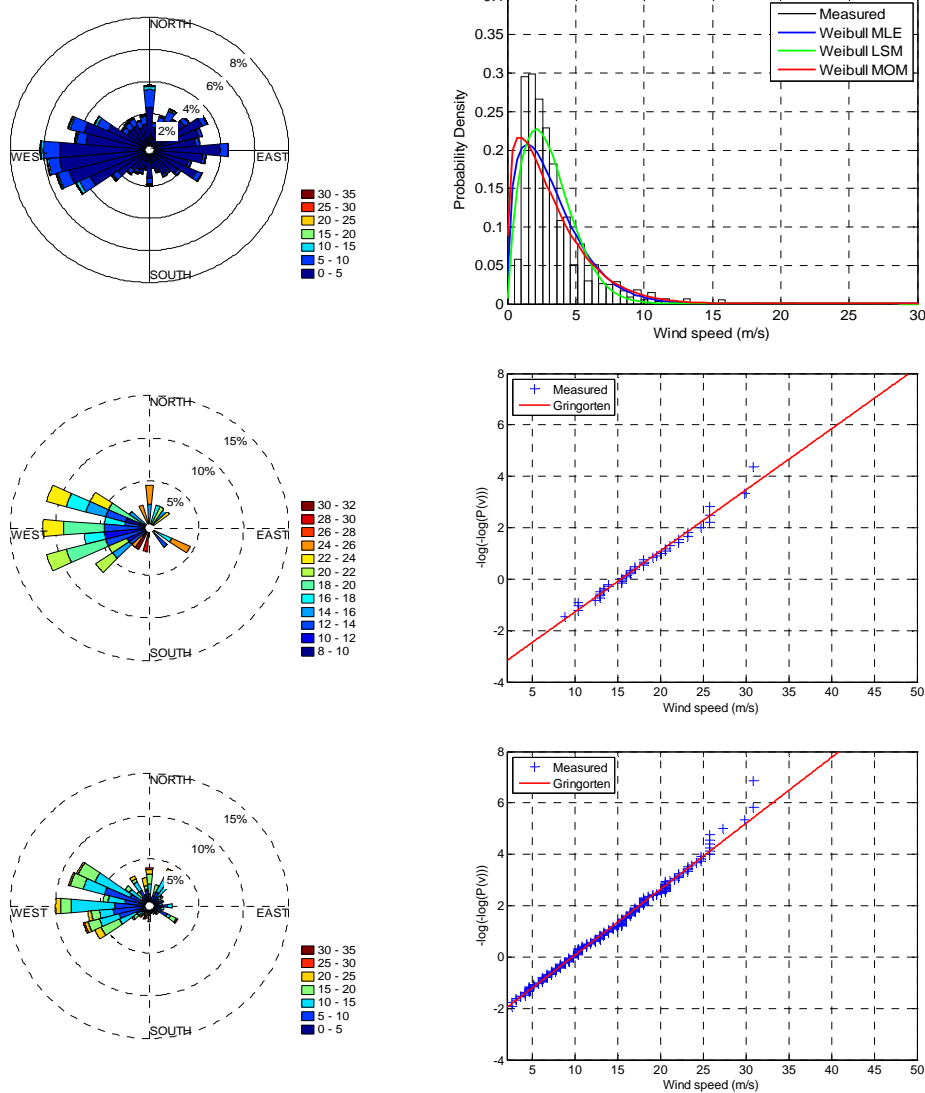 NORTH
8%
6%
4%
2%
WEST
EAST
SOUTH
30 - 35
25 - 30
20 - 25
15 - 20
10 - 15
5 - 10
0 - 5
0.35
0.3
0.25
0.2
0.15
0.1
0.05
0
Probability Density
Measured
Weibull MLE
Weibull LSM
Weibull MOM
0 5 10 15 20 25 30
Wind speed (m/s)
NORTH
15%
10%
5%
WEST
EAST
SOUTH
30 - 32
28 - 30
26 - 28
24 - 26
22 - 24
20 - 22
18 - 20
16 - 18
14 - 16
12 - 14
10 - 12
8 - 10
8
6
4
2
0
-2
-4
-log(-log(P(v)))
Measured
Gringorten
5 10 15 20 25 30 35 40 45 50
Wind speed (m/s)
NORTH
15%
10%
5%
WEST
EAST
SOUTH
30 - 35
25 - 30
20 - 25
15 - 20
10 - 15
5 - 10
0 - 5
8
6
4
2
0
-2
-4
-log(-log(P(v)))
Measured
Gringorten
5 10 15 20 25 30 35 40 45 50
Wind speed (m/s)